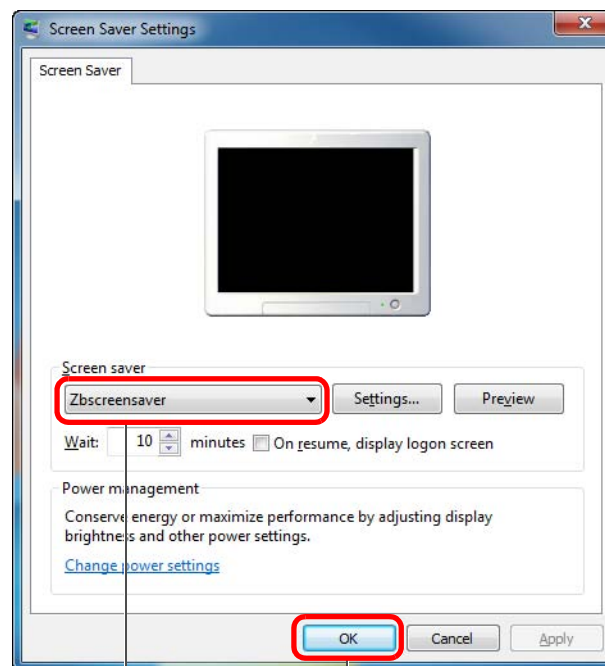 Screen Saver Settings
Screen Saver
Screen saver
Zbscreensaver
Settings...
Preview
Wait: 10 minutes On resume, display logon screen
Power management
Conserve energy or maximize performance by adjusting display
brightness and other power settings.
Change power settings
OK
Cancel
Apply